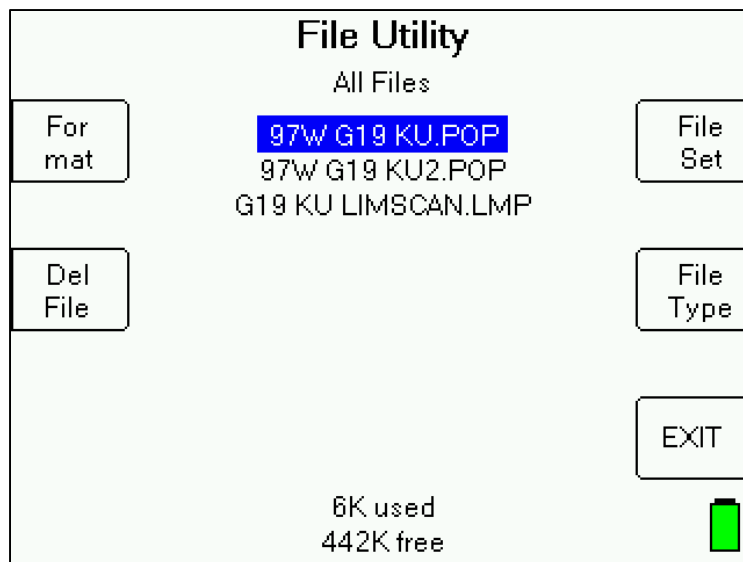 File Utility
All Files
For
mat
97W G19 KU.POP
97W G19 KU2.POP
G19 KU LIMSCAN.LMP
File
Set
Del
File
File
Type
EXIT
6K used
442K free